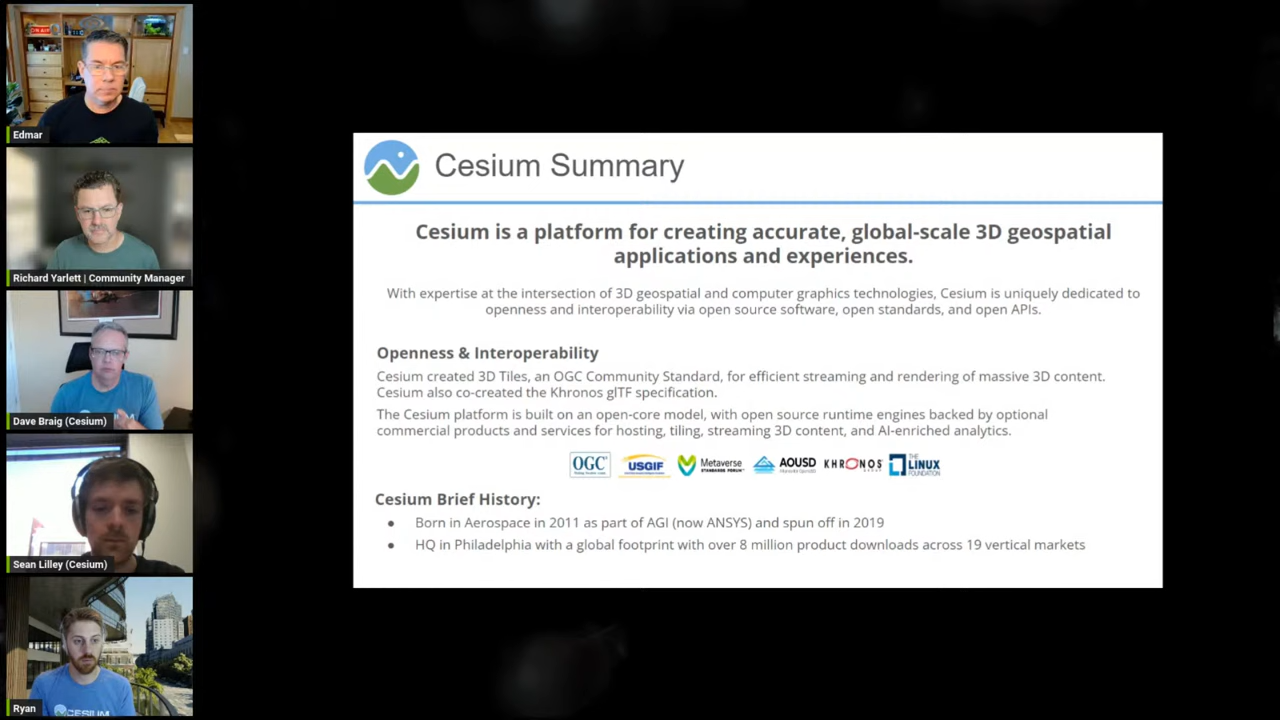 ON AIR
Edmar
Richard Yarlett | Community Manager
Dave Braig (Cesium)
Sean Lilley (Cesium)
CESIUM
Ryan
Cesium Summary
Cesium is a platform for creating accurate, global-scale 3D geospatial
applications and experiences.
With expertise at the intersection of 3D geospatial and computer graphics technologies, Cesium is uniquely dedicated to
openness and interoperability via open source software, open standards, and open APIs.
Openness & Interoperability
Cesium created 3D Tiles, an OGC Community Standard, for efficient streaming and rendering of massive 3D content.
Cesium also co-created the Khronos glTF specification.
The Cesium platform is built on an open-core model, with open source runtime engines backed by optional
commercial products and services for hosting, tiling, streaming 3D content, and AI-enriched analytics.
OGC
USGIF
Metaverse
STANDARDS FORUM
AOUSD
KHRONOS
GROUP
THE
LINUX
FOUNDATION
Cesium Brief History:
● Born in Aerospace in 2011 as part of AGI (now ANSYS) and spun off in 2019
● HQ in Philadelphia with a global footprint with over 8 million product downloads across 19 vertical markets